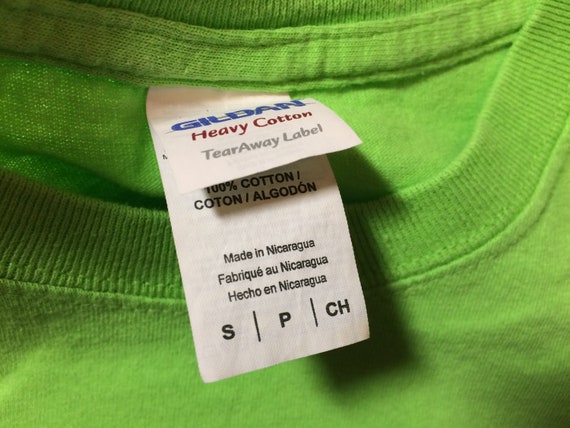 GILDAN
Heavy Cotton
TearAway Label
100% COTTON /
COTON / ALGODÓN
Made in Nicaragua
Fabriqué au Nicaragua
Hecho en Nicaragua
S | P | CH